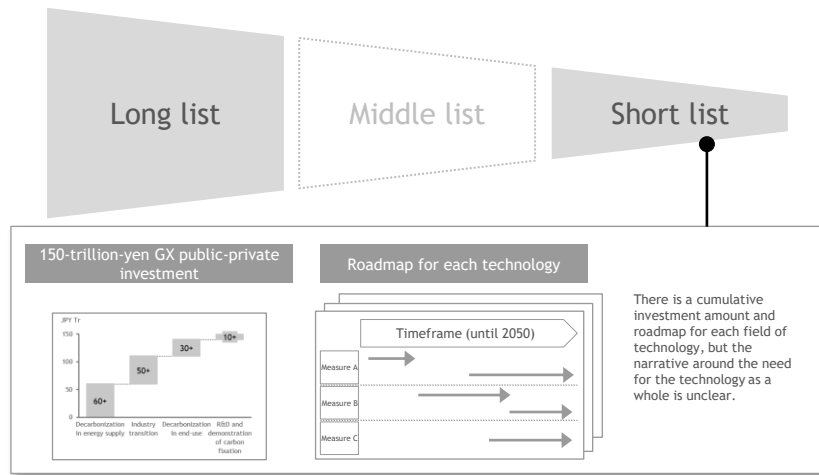 Long list
Middle list
Short list
150-trillion-yen GX public-private
investment
JPY Tr
150
100
50
0
60+
50+
30+
10+
Decarbonization
in energy supply
Industry
transition
Decarbonization
in end-use
R&D and
demonstration
of carbon
fixation
Roadmap for each technology
Timeframe (until 2050)
Measure A
Measure B
Measure C
There is a cumulative
investment amount and
roadmap for each field of
technology, but the
narrative around the need
for the technology as a
whole is unclear.